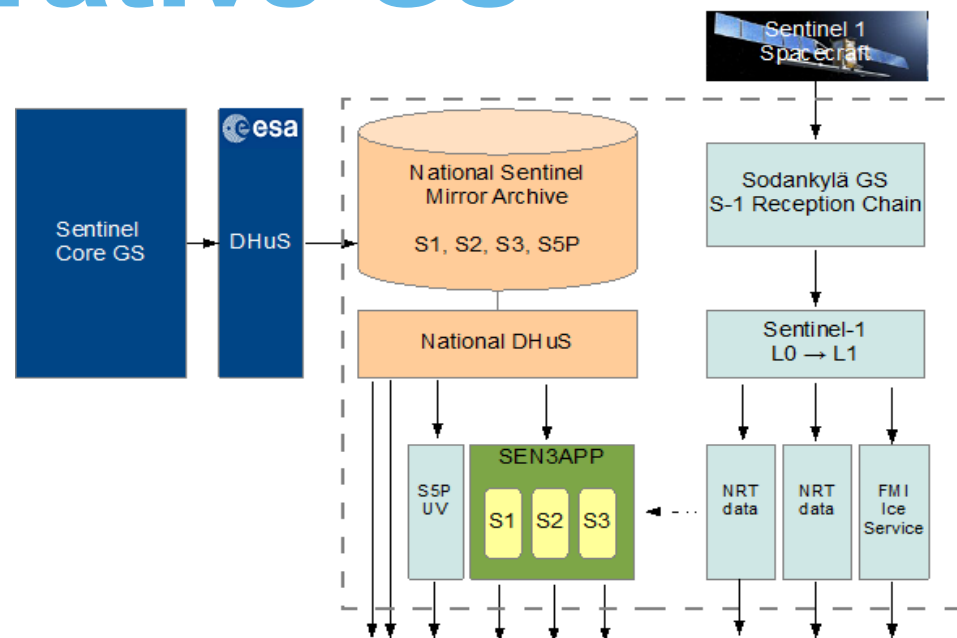 rative GS
Sentinel 1
Spacecraft
esa
Sentinel
Core GS
DHuS
National Sentinel
Mirror Archive
S1, S2, S3, S5P
National DHuS
Sodankylä GS
S-1 Reception Chain
Sentinel-1
L0 → L1
S5P
UV
SEN3APP
S1
S2
S3
NRT
data
NRT
data
FMI
Ice
Service